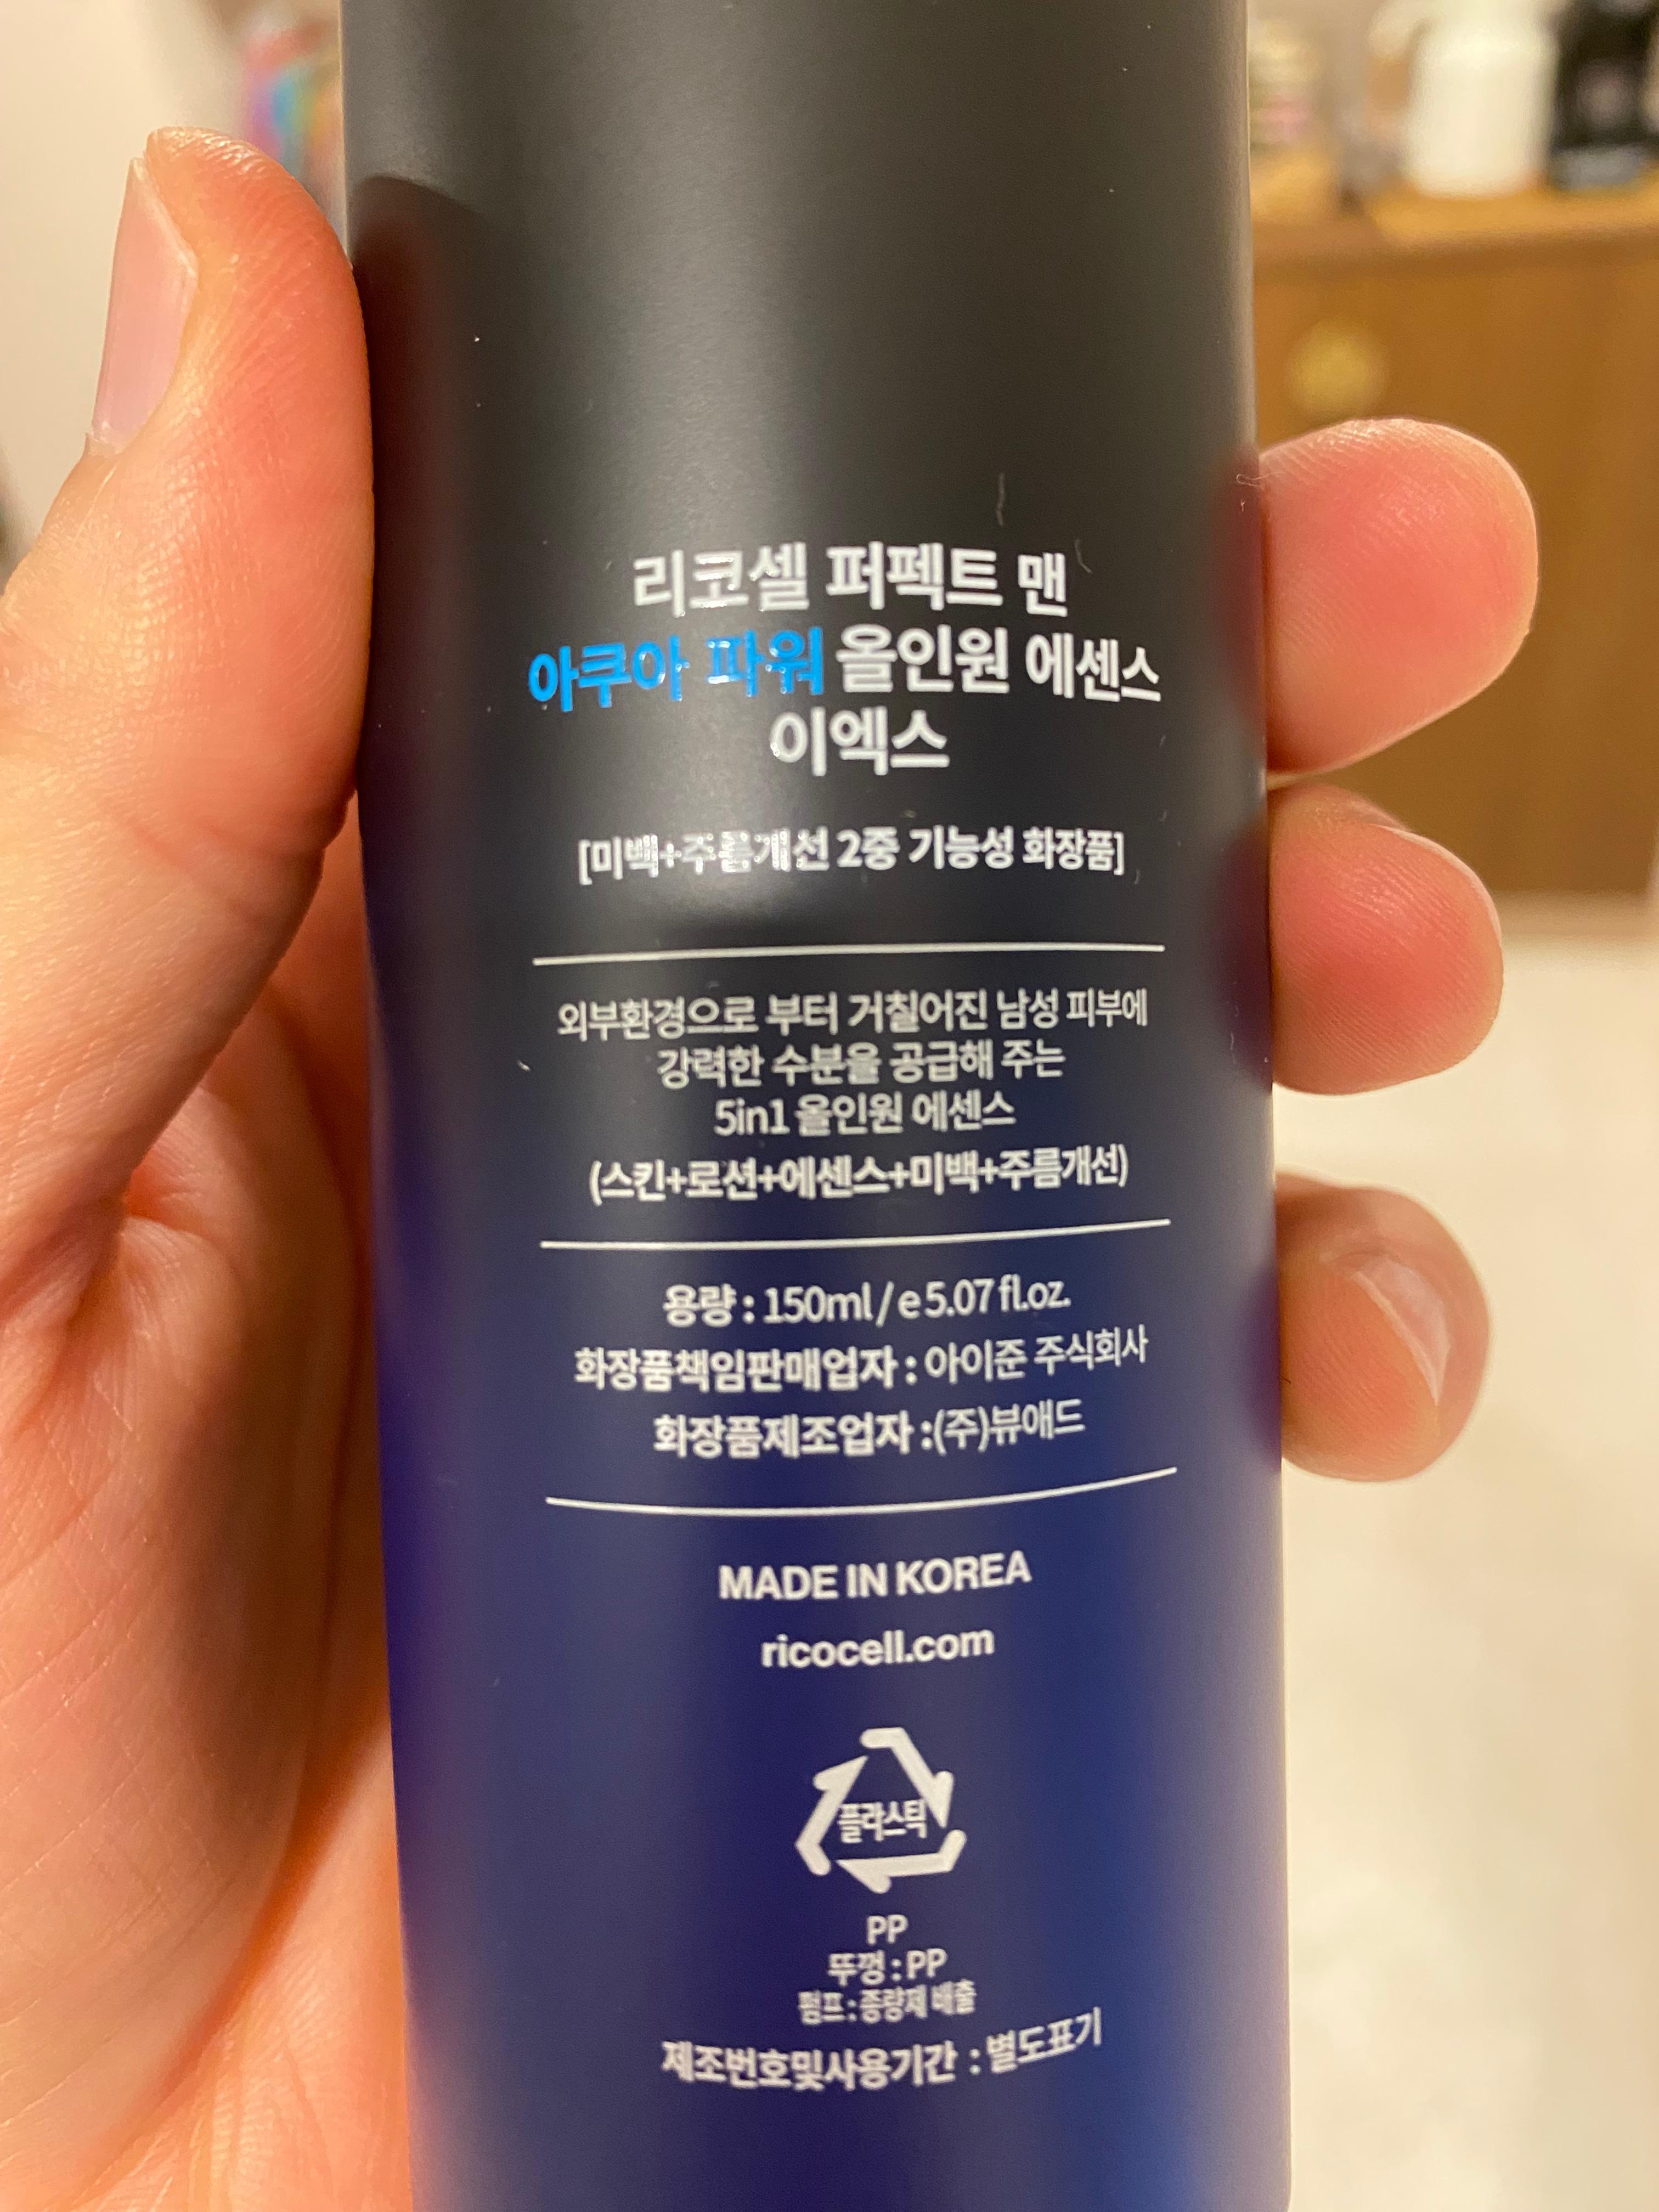 리코셀 퍼펙트 맨
아쿠아 파워 올인원 에센스
이엑스
[미백+주름개선 2중 기능성 화장품]
외부환경으로 부터 거칠어진 남성 피부에
강력한 수분을 공급해 주는
5in1 올인원 에센스
(스킨+로션+에센스+미백+주름개선)
용량 : 150ml / e 5.07 fl.oz.
화장품책임판매업자 : 아이준 주식회사
화장품제조업자 :(주)뷰애드
MADE IN KOREA
ricocell.com
플라스틱
PP
뚜껑 : PP
펌프 : 종량제 배출
제조번호및사용기간 : 별도표기